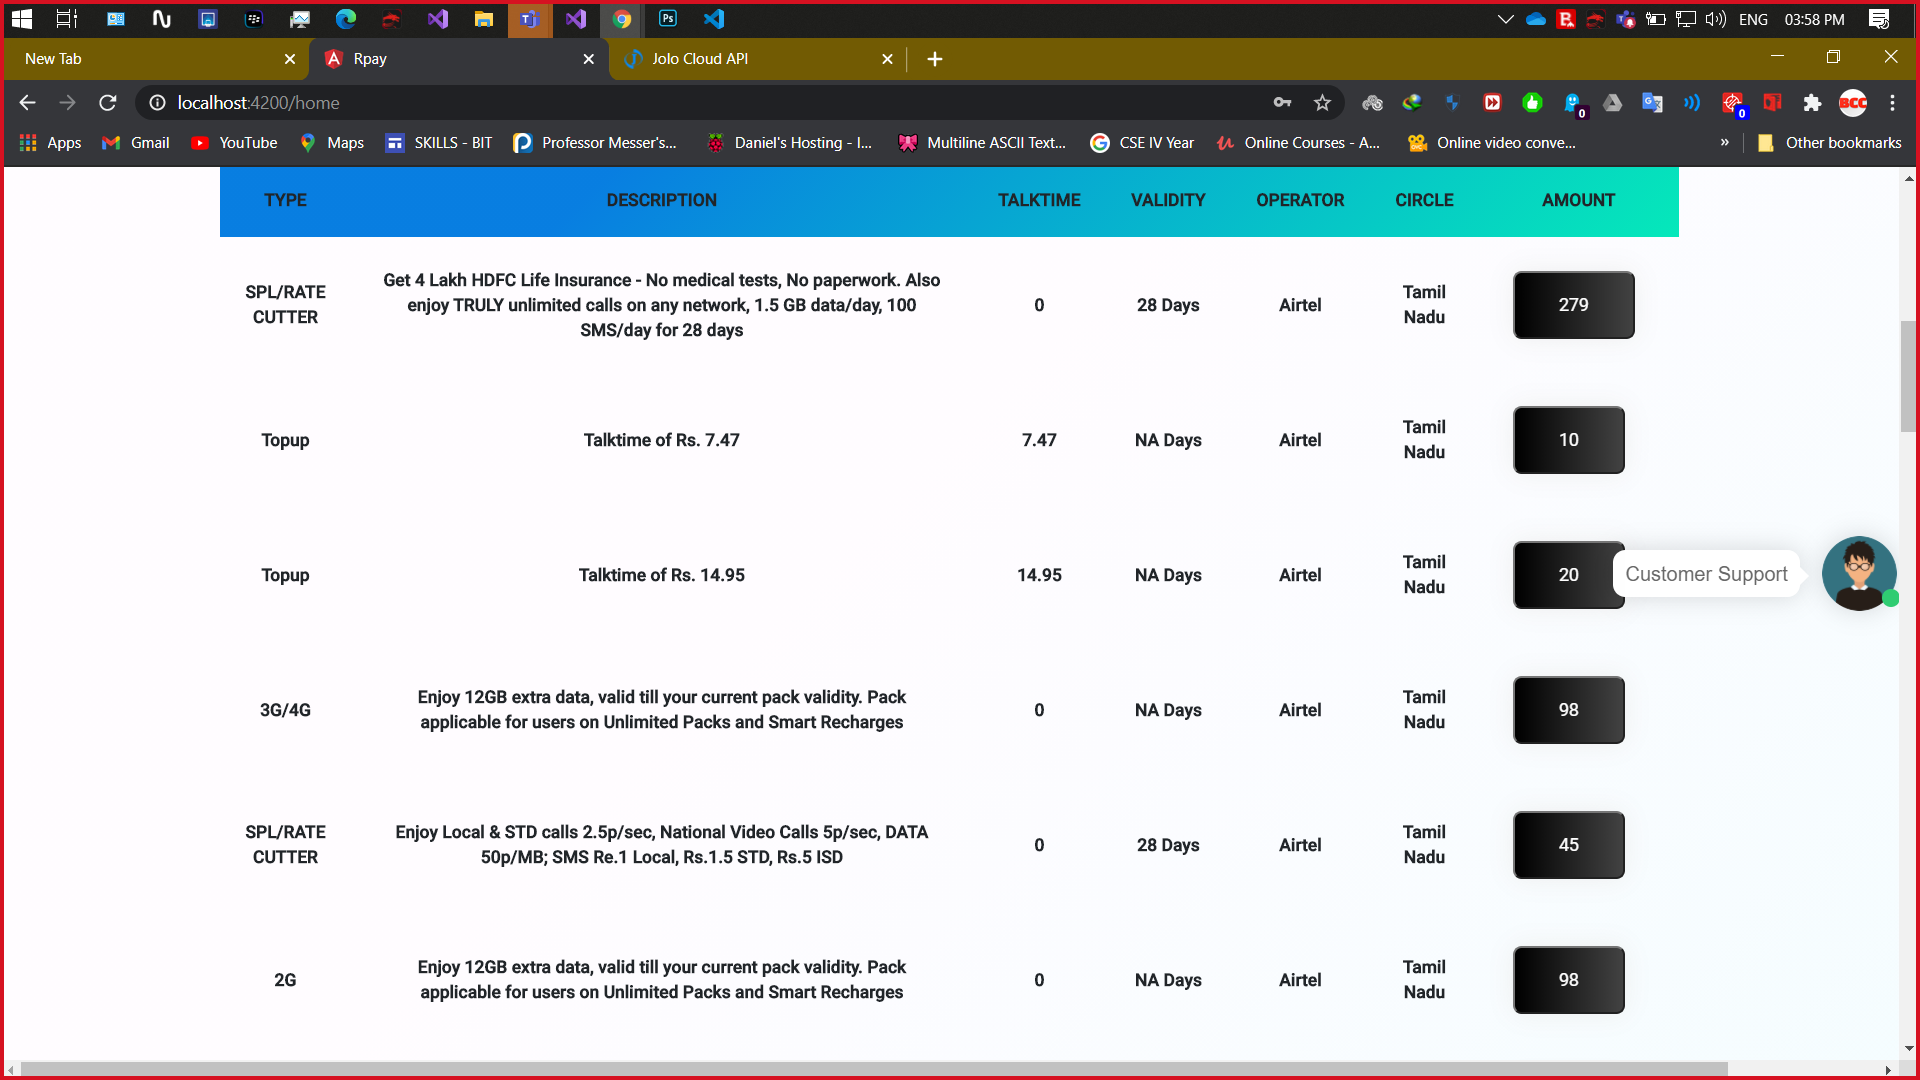 ENG 03:58 PM
New Tab
Rpay
Jolo Cloud API
localhost:4200/home
0
0
BCC
Apps
Gmail
YouTube
Maps
SKILLS - BIT
Professor Messer's...
Daniel's Hosting - I...
Multiline ASCII Text...
CSE IV Year
Online Courses - A...
Online video conve...
»
Other bookmarks
TYPE DESCRIPTION TALKTIME VALIDITY OPERATOR CIRCLE AMOUNT
SPL/RATE
CUTTER
Get 4 Lakh HDFC Life Insurance - No medical tests, No paperwork. Also
enjoy TRULY unlimited calls on any network, 1.5 GB data/day, 100
SMS/day for 28 days
0
28 Days
Airtel
Tamil
Nadu
279
Topup
Talktime of Rs. 7.47
7.47
NA Days
Airtel
Tamil
Nadu
10
Topup
Talktime of Rs. 14.95
14.95
NA Days
Airtel
Tamil
Nadu
20
Customer Support
3G/4G
Enjoy 12GB extra data, valid till your current pack validity. Pack
applicable for users on Unlimited Packs and Smart Recharges
0
NA Days
Airtel
Tamil
Nadu
98
SPL/RATE
CUTTER
Enjoy Local & STD calls 2.5p/sec, National Video Calls 5p/sec, DATA
50p/MB; SMS Re.1 Local, Rs.1.5 STD, Rs.5 ISD
0
28 Days
Airtel
Tamil
Nadu
45
2G
Enjoy 12GB extra data, valid till your current pack validity. Pack
applicable for users on Unlimited Packs and Smart Recharges
0
NA Days
Airtel
Tamil
Nadu
98